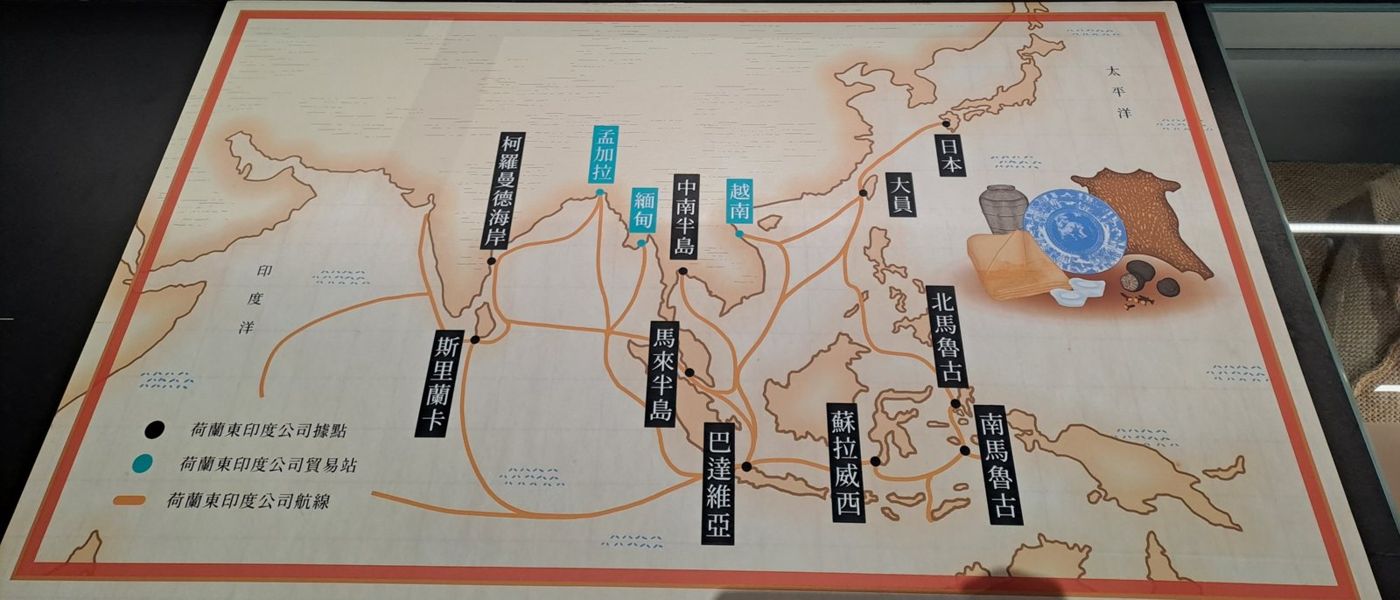 太平洋
日本
柯羅曼德海岸
孟加拉
緬甸
中南半島
越南
大員
印度洋
斯里蘭卡
馬來半島
北馬魯古
巴達維亞
蘇拉威西
南馬魯古
荷蘭東印度公司據點
荷蘭東印度公司貿易站
荷蘭東印度公司航線